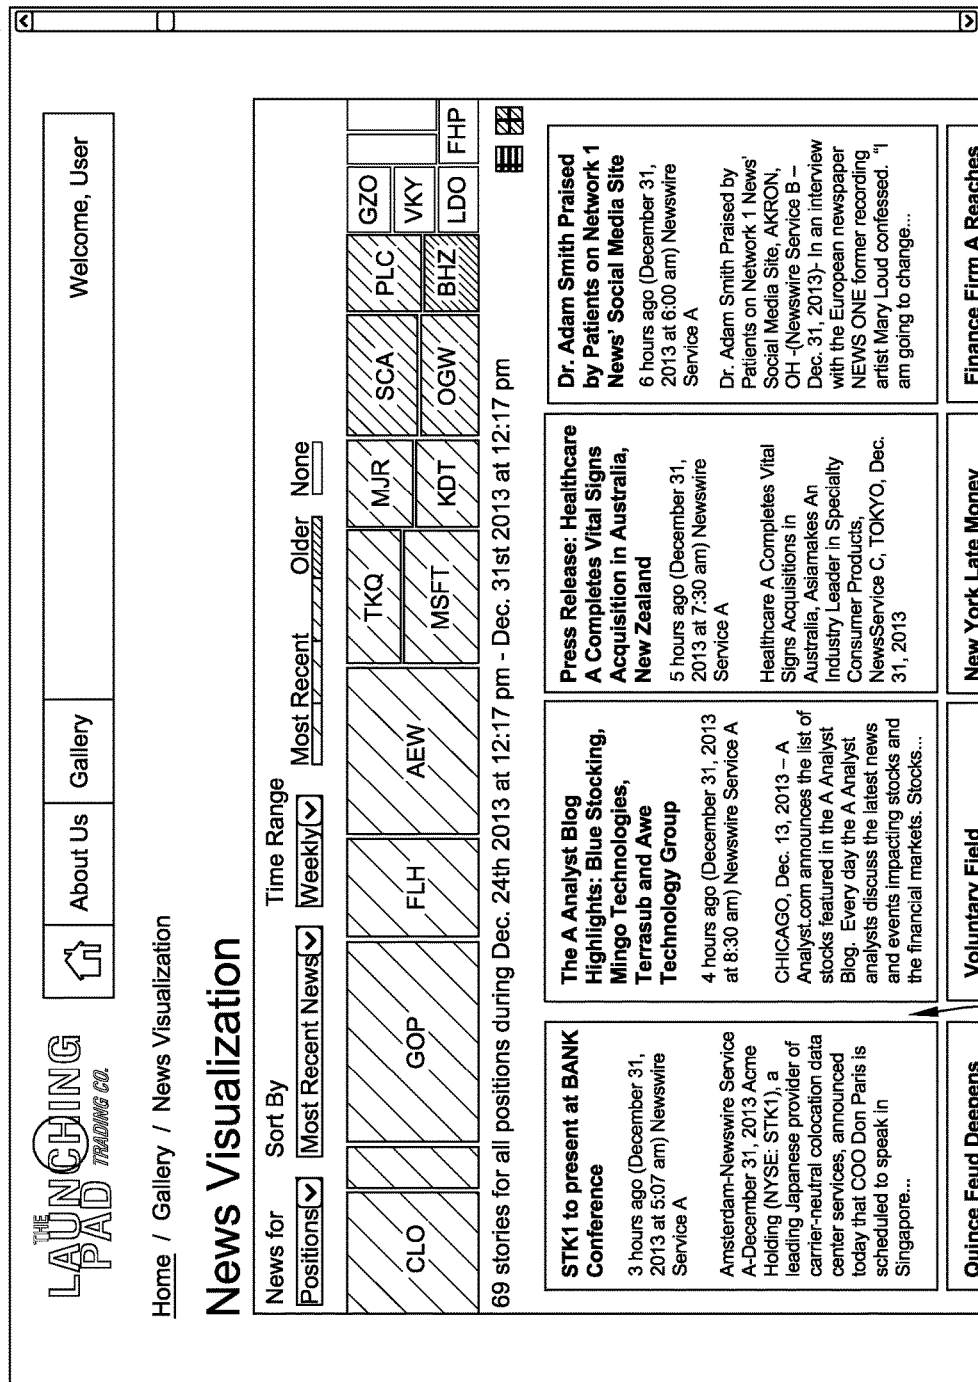 THE
LAUNCHING
PAD TRADING CO.
About Us
Gallery
Welcome, User
Home / Gallery / News Visualization
News Visualization
News for
Sort By
Time Range
Positions
Most Recent News
Weekly
Most Recent
Older
None
CLO
GOP
FLH
AEW
TKQ
MSFT
MJR
KDT
SCA
OGW
PLC
BHZ
GZO
VKY
LDO
FHP
69 stories for all positions during Dec. 24th 2013 at 12:17 pm - Dec. 31st 2013 at 12:17 pm
STK1 to present at BANK
Conference
3 hours ago (December 31,
2013 at 5:07 am) Newswire
Service A
Amsterdam-Newswire Service
A-December 31, 2013 Acme
Holding (NYSE: STK1), a
leading Japanese provider of
carrier-neutral colocation data
center services, announced
today that COO Don Paris is
scheduled to speak in
Singapore...
The A Analyst Blog
Highlights: Blue Stocking,
Mingo Technologies,
Terrasub and Awe
Technology Group
4 hours ago (December 31, 2013
at 8:30 am) Newswire Service A
CHICAGO, Dec. 13, 2013 – A
Analyst.com announces the list of
stocks featured in the A Analyst
Blog. Every day the A Analyst
analysts discuss the latest news
and events impacting stocks and
the financial markets. Stocks...
Press Release: Healthcare
A Completes Vital Signs
Acquisition in Australia,
New Zealand
5 hours ago (December 31,
2013 at 7:30 am) Newswire
Service A
Healthcare A Completes Vital
Signs Acquisitions in
Australia, Asiamakes An
Industry Leader in Specialty
Consumer Products,
NewsService C, TOKYO, Dec.
31, 2013
Dr. Adam Smith Praised
by Patients on Network 1
News' Social Media Site
6 hours ago (December 31,
2013 at 6:00 am) Newswire
Service A
Dr. Adam Smith Praised by
Patients on Network 1 News'
Social Media Site, AKRON,
OH -(Newswire Service B –
Dec. 31, 2013)- In an interview
with the European newspaper
NEWS ONE former recording
artist Mary Loud confessed. "I
am going to change...
Quince Feud Deepens
Voluntary Field
New York Late Money
Finance Firm A Reaches